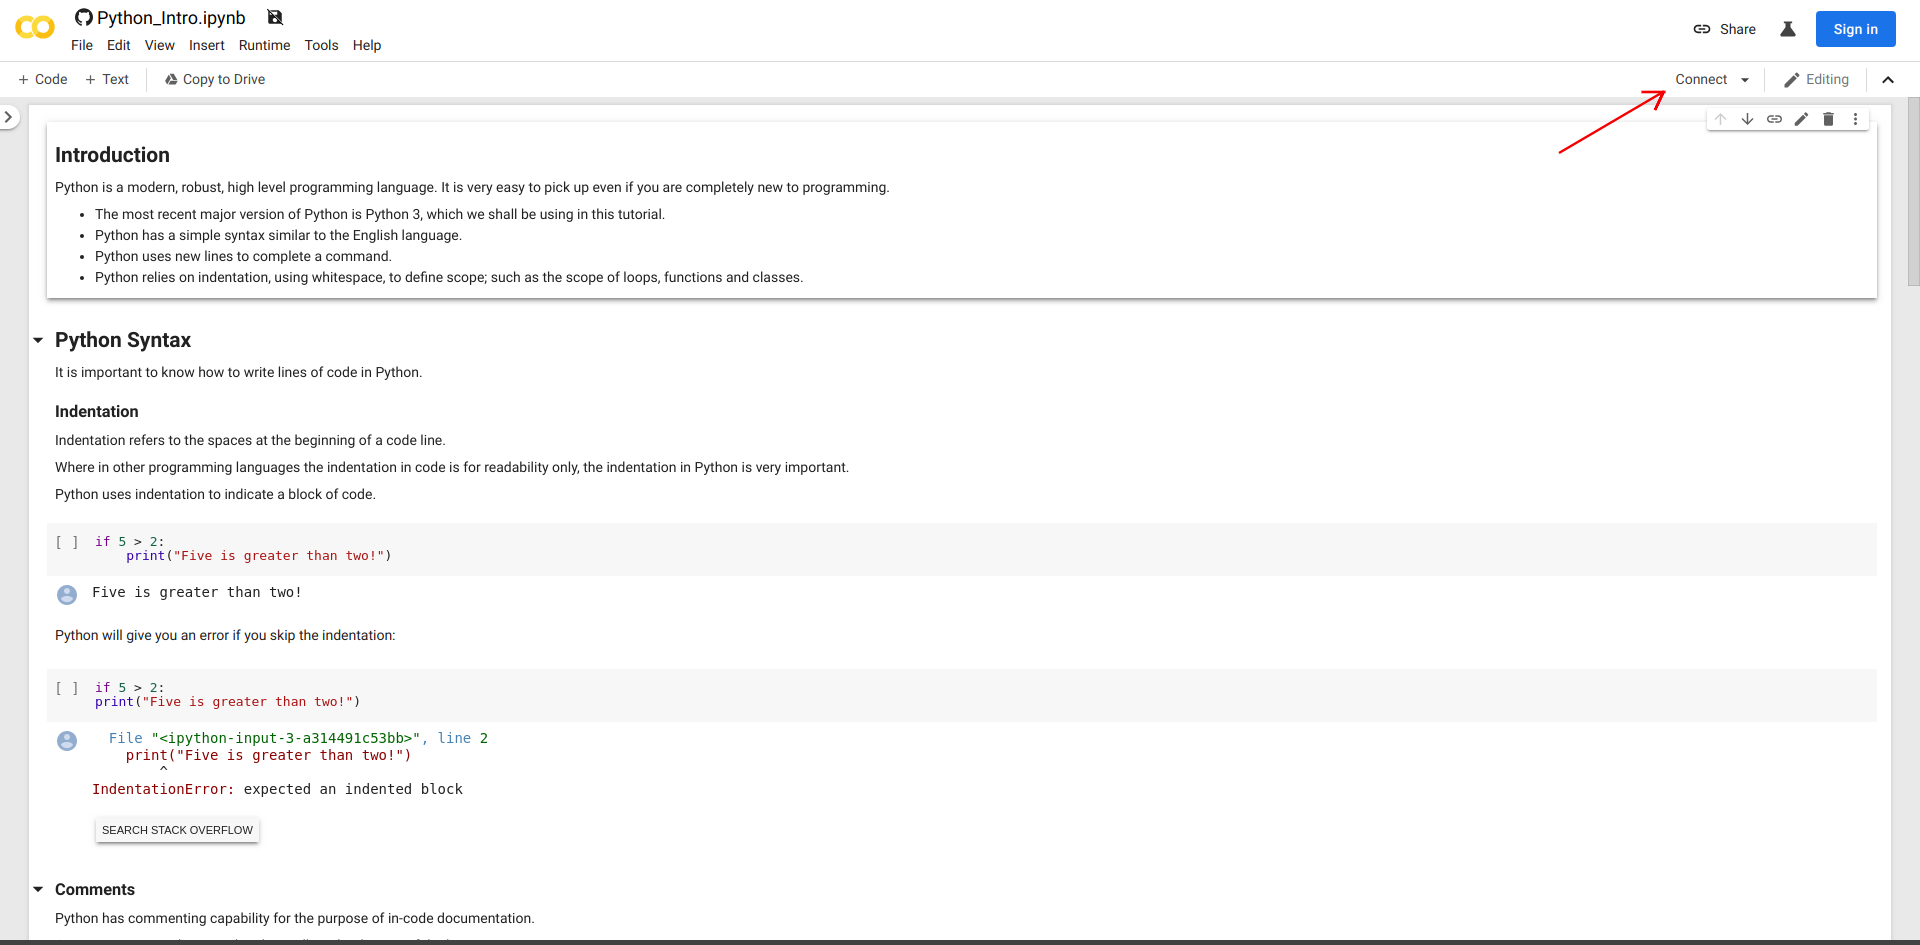 Python_Intro.ipynb
File Edit View Insert Runtime Tools Help
Share
Sign in
+ Code + Text Copy to Drive
Connect
Editing
Introduction
Python is a modern, robust, high level programming language. It is very easy to pick up even if you are completely new to programming.
• The most recent major version of Python is Python 3, which we shall be using in this tutorial.
• Python has a simple syntax similar to the English language.
• Python uses new lines to complete a command.
• Python relies on indentation, using whitespace, to define scope; such as the scope of loops, functions and classes.
Python Syntax
It is important to know how to write lines of code in Python.
Indentation
Indentation refers to the spaces at the beginning of a code line.
Where in other programming languages the indentation in code is for readability only, the indentation in Python is very important.
Python uses indentation to indicate a block of code.
[ ] if 5 > 2:
print("Five is greater than two!")
Five is greater than two!
Python will give you an error if you skip the indentation:
[ ] if 5 > 2:
print("Five is greater than two!")
File "<ipython-input-3-a314491c53bb>", line 2
print("Five is greater than two!")
^
IndentationError: expected an indented block
SEARCH STACK OVERFLOW
Comments
Python has commenting capability for the purpose of in-code documentation.